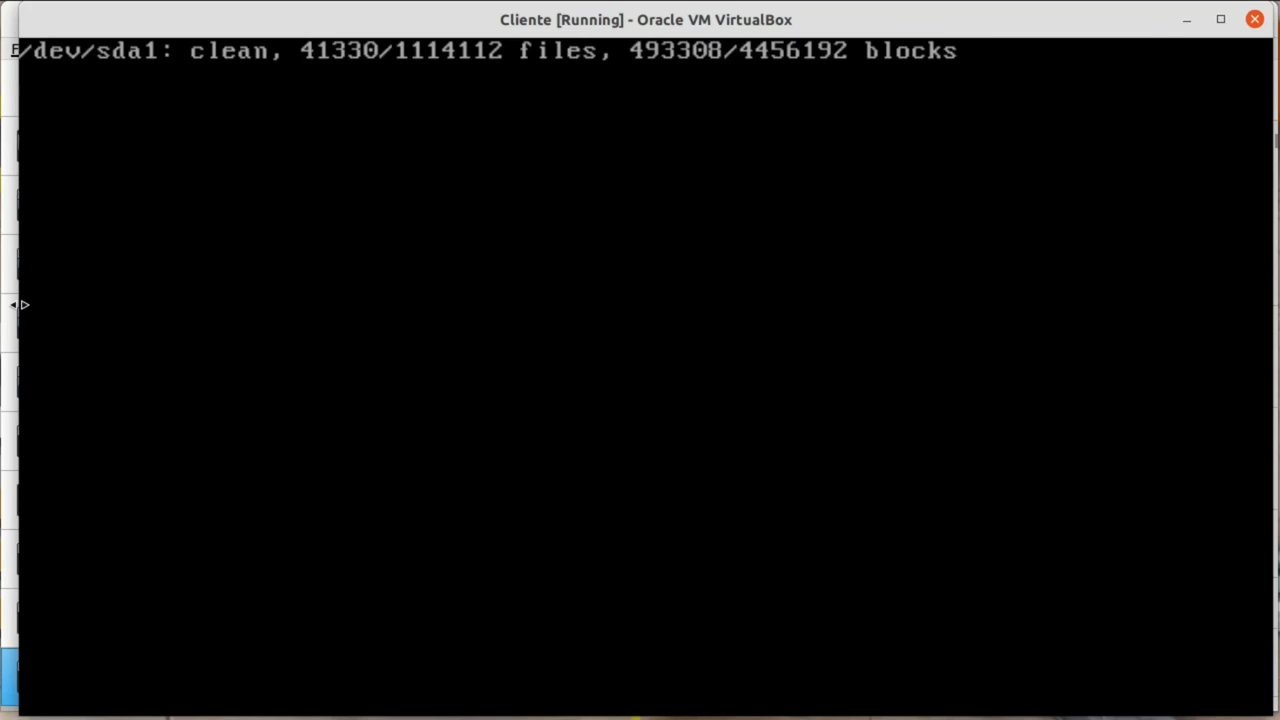 Cliente [Running] - Oracle VM VirtualBox
/dev/sda1: clean, 41330/1114112 files, 493308/4456192 blocks